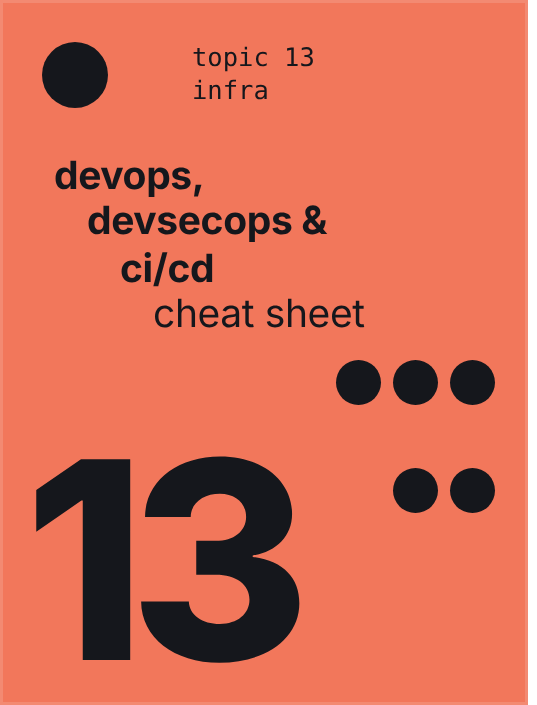 topic 13
infra
devops,
devsecops &
ci/cd
cheat sheet
13